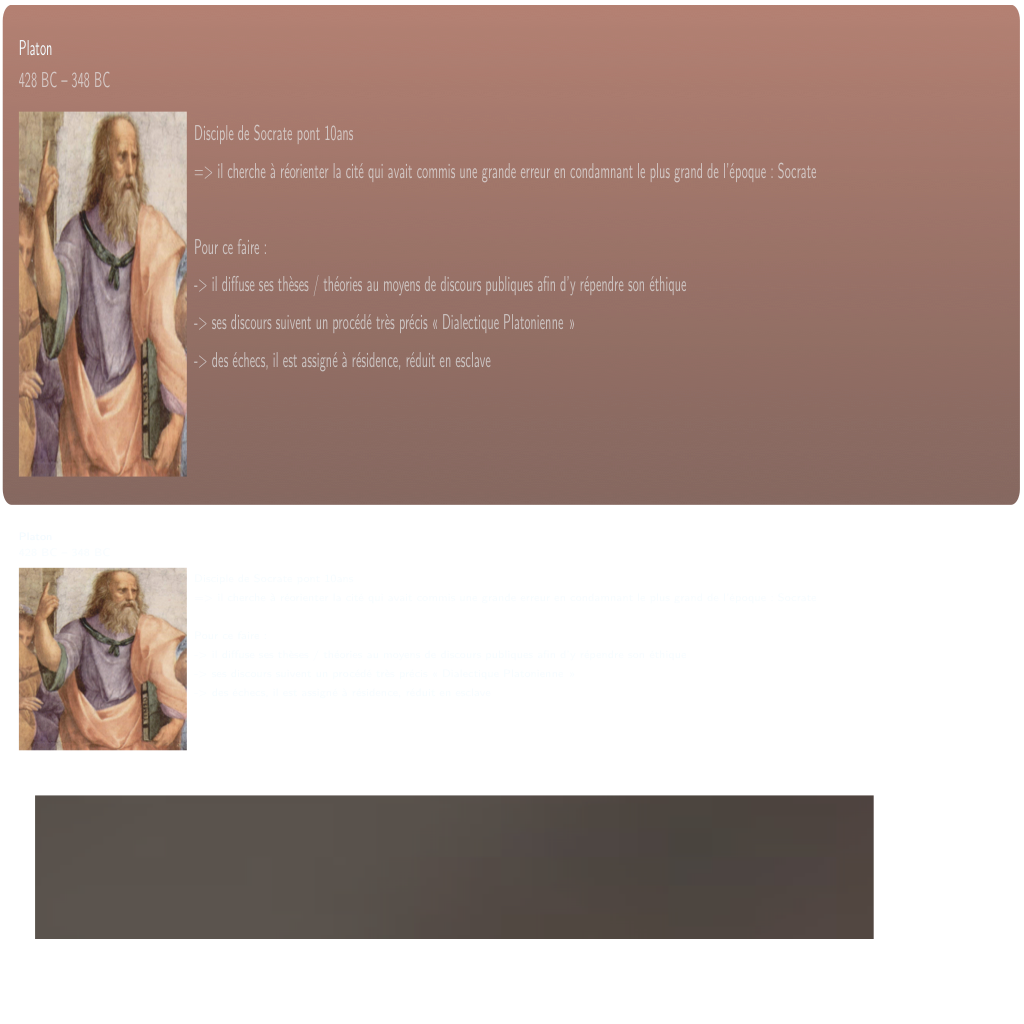 Platon
428 BC – 348 BC
Disciple de Socrate pont 10ans
=> il cherche à réorienter la cité qui avait commis une grande erreur en condamnant le plus grand de l'époque : Socrate
Pour ce faire :
-> il diffuse ses thèses / théories au moyens de discours publiques afin d'y répendre son éthique
-> ses discours suivent un procédé très précis « Dialectique Platonienne »
-> des échecs, il est assigné à résidence, réduit en esclave